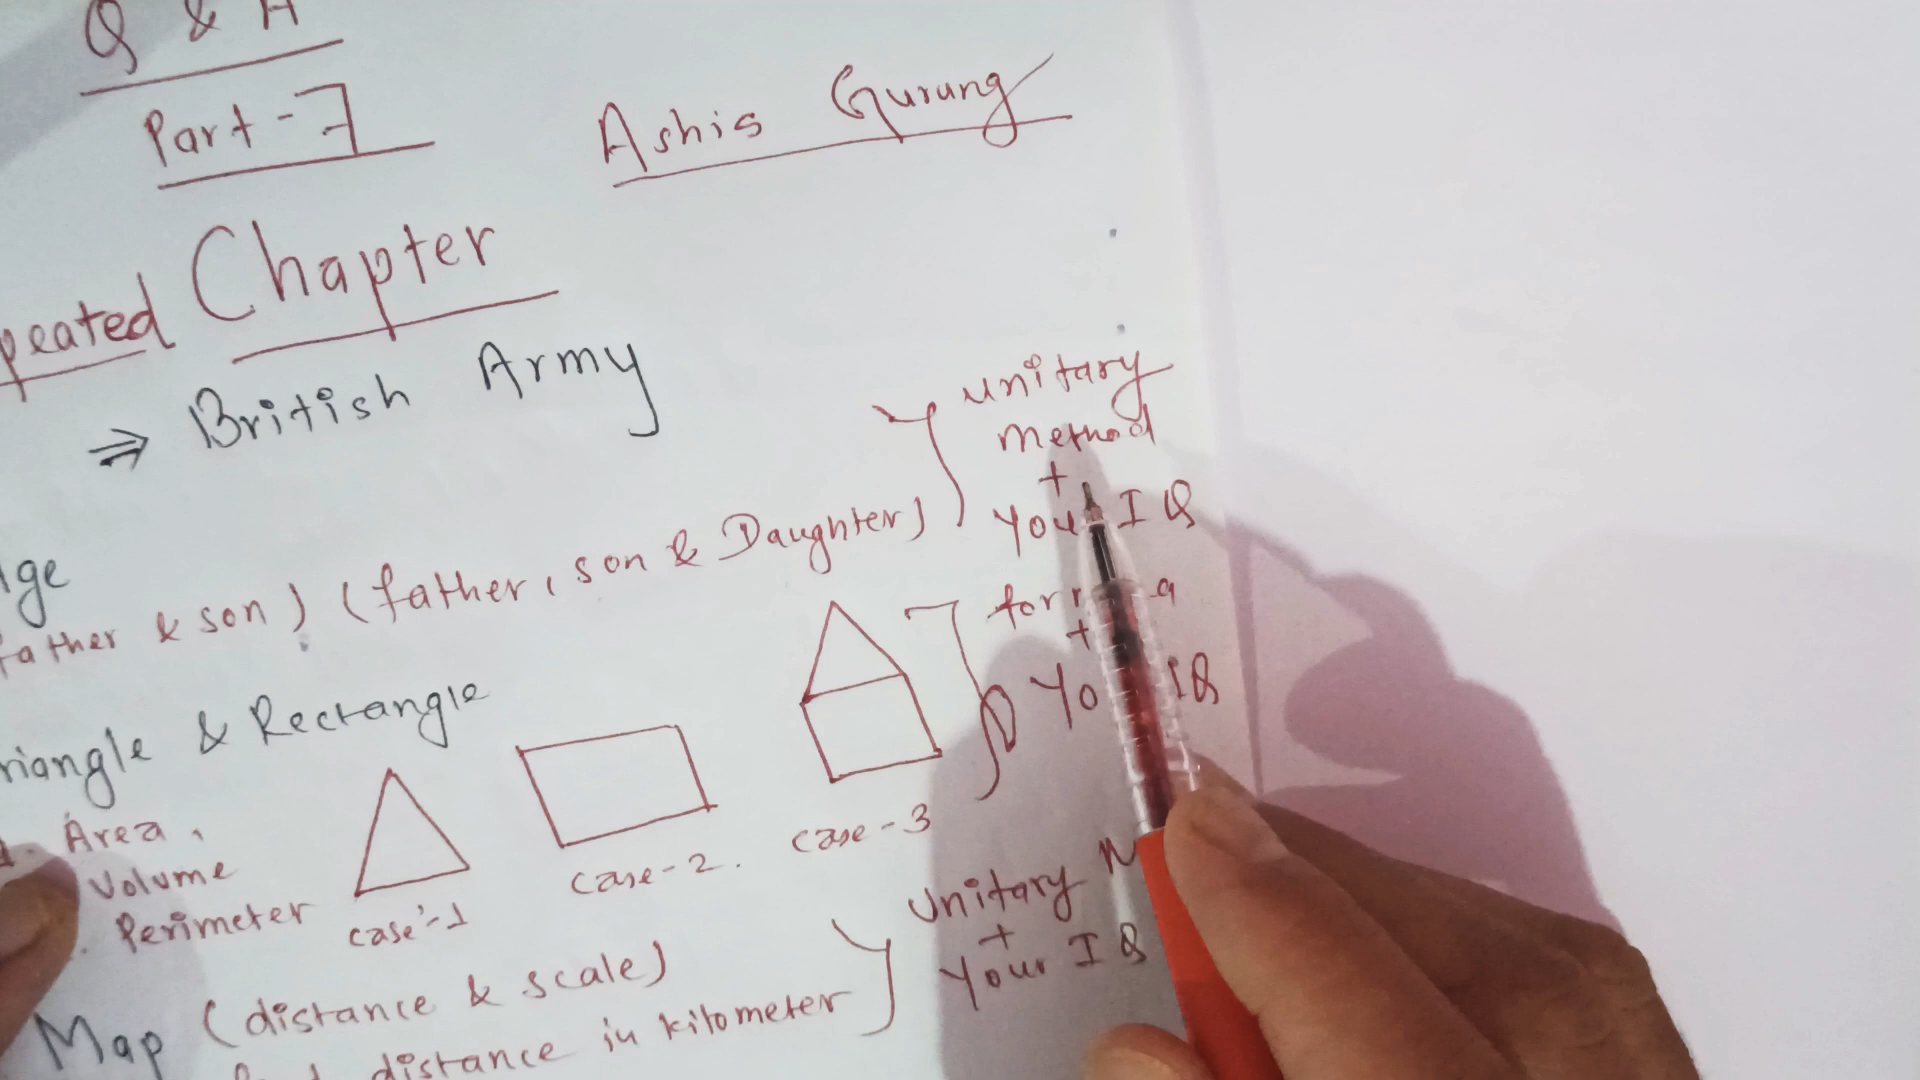 Q & A
Part-7
Ashis Gurung
peated Chapter
⇒ British Army
ge
father & son) (father, son & Daughter)
unitary
method
+
You IQ
riangle & Rectangle
Area,
Volume
Perimeter
case-1
case-2.
case-3
+
IQ
Map (distance & scale)
distance in kilometer
Unitary
+
Your IQ